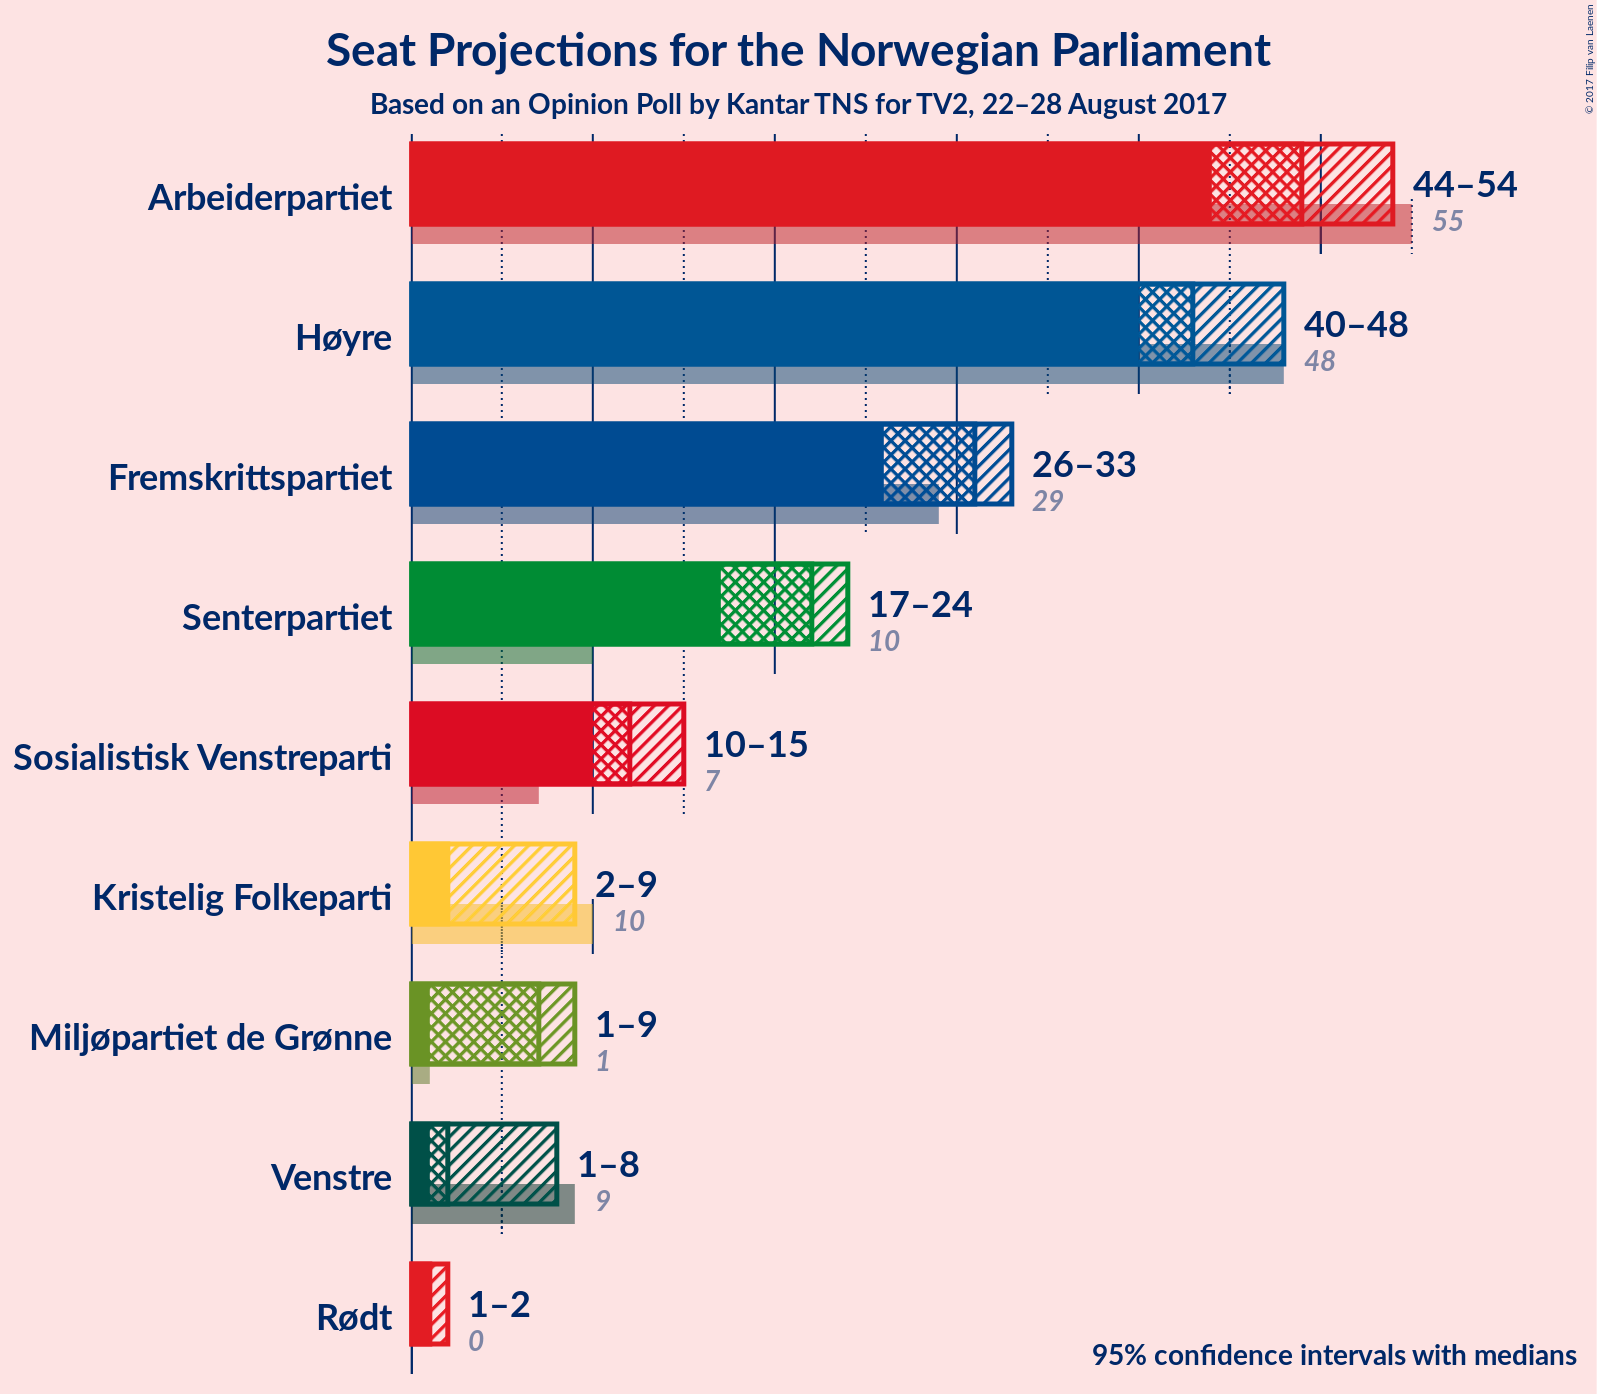 Seat Projections for the Norwegian Parliament
Based on an Opinion Poll by Kantar TNS for TV2, 22–28 August 2017
© 2017 Filip van Laenen
Arbeiderpartiet
44–54
55
Høyre
40–48
48
Fremskrittspartiet
26–33
29
Senterpartiet
17–24
10
Sosialistisk Venstreparti
10–15
7
Kristelig Folkeparti
2–9
10
Miljøpartiet de Grønne
1–9
1
Venstre
1–8
9
Rødt
1–2
0
95% confidence intervals with medians